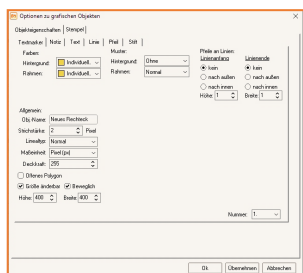 Optionen zu grafischen Objekten
Objekteigenschaften Stempel
Textmarker Notiz Text Linie Pfeil Stift
Farben:
Hintergrund: Individuell..
Rahmen: Individuell..
Muster:
Hintergrund: Ohne
Rahmen: Normal
Pfeile an Linien:
Linienanfang Linienende
kein kein
nach außen nach außen
nach innen nach innen
Höhe: 1 Breite: 1
Allgemein:
Obj-Name: Neues Rechteck
Strichstärke: 2 Pixel
Linealtyp: Normal
Maßeinheit: Pixel (px)
Deckkraft: 255
Offenes Polygon
Größe änderbar Beweglich
Höhe: 400 Breite: 400
Nummer: 1.
Ok Übernehmen Abbrechen